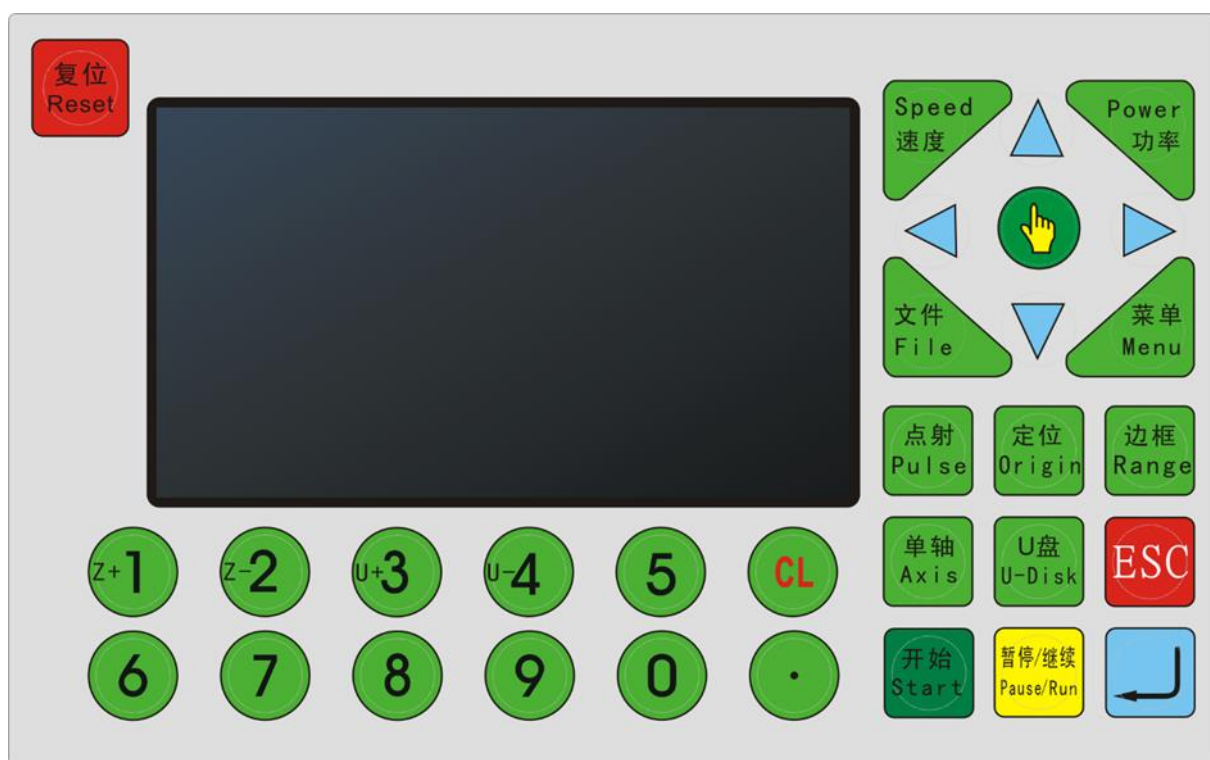 复位
Reset
Speed
速度
Power
功率
文件
File
菜单
Menu
点射
Pulse
定位
Origin
边框
Range
单轴
Axis
U盘
U-Disk
ESC
开始
Start
暂停/继续
Pause/Run
Z+1
Z-2
U+3
U-4
5
CL
6
7
8
9
0
.